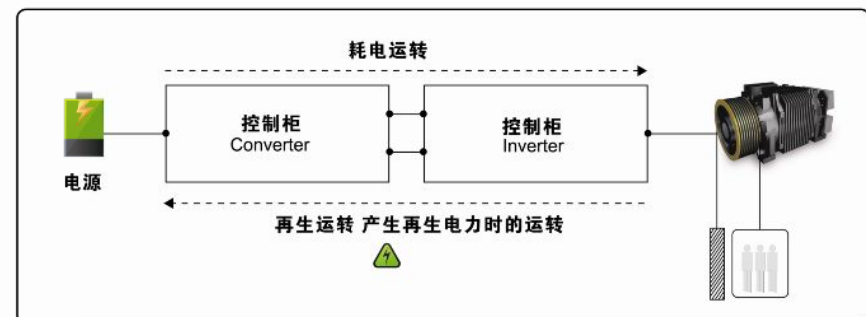 耗电运转
控制柜
Converter
控制柜
Inverter
电源
再生运转 产生再生电力时的运转